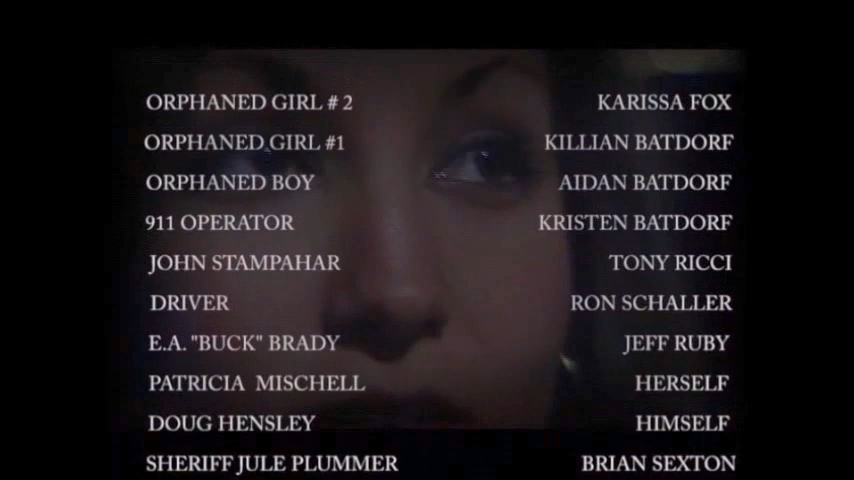 ORPHANED GIRL # 2 KARISSA FOX
ORPHANED GIRL #1 KILLIAN BATDORF
ORPHANED BOY AIDAN BATDORF
911 OPERATOR KRISTEN BATDORF
JOHN STAMPAHAR TONY RICCI
DRIVER RON SCHALLER
E.A. "BUCK" BRADY JEFF RUBY
PATRICIA MISCHELL HERSELF
DOUG HENSLEY HIMSELF
SHERIFF JULE PLUMMER BRIAN SEXTON